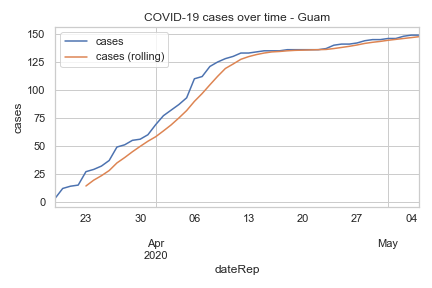 COVID-19 cases over time - Guam
cases
cases (rolling)
150
125
100
75
50
25
0
cases
23 30 06 13 20 27 04
Apr May
2020
dateRep